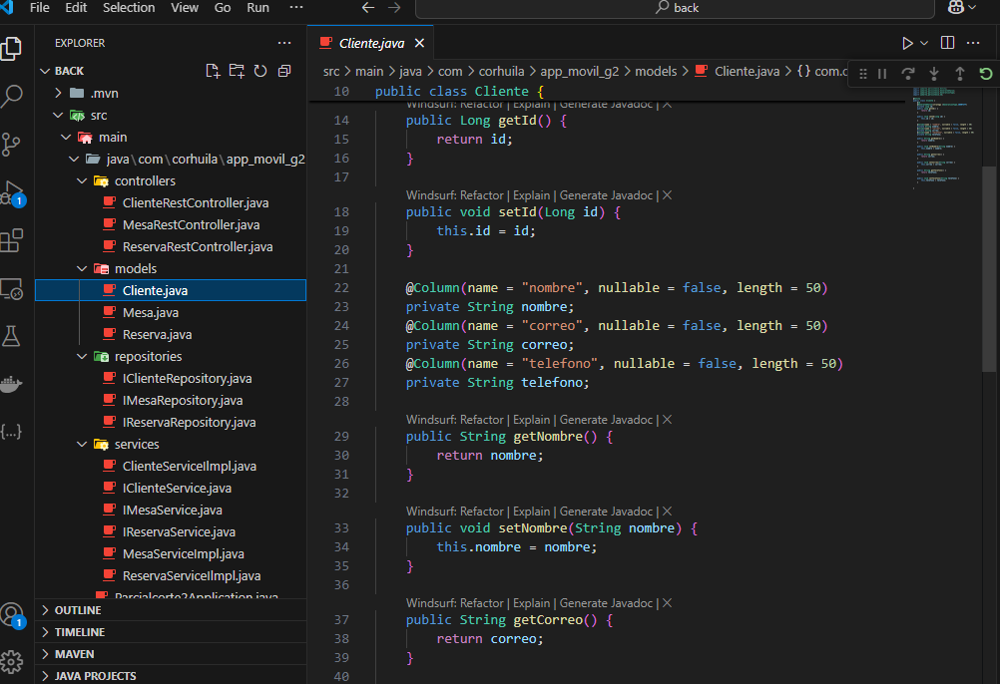 File Edit Selection View Go Run ··· back
EXPLORER ···
BACK
.mvn
src
main
java\com\corhuila\app_movil_g2
controllers
ClienteRestController.java
MesaRestController.java
ReservaRestController.java
models
Cliente.java
Mesa.java
Reserva.java
repositories
IClienteRepository.java
IMesaRepository.java
IReservaRepository.java
services
ClienteServiceIImpl.java
IClienteService.java
IMesaService.java
IReservaService.java
MesaServiceImpl.java
ReservaServiceIImpl.java
Parcialcorte2Application.java
OUTLINE
TIMELINE
MAVEN
JAVA PROJECTS
1
1
Cliente.java
src > main > java > com > corhuila > app_movil_g2 > models > Cliente.java > {} com.c
10 public class Cliente {
Windsurf: Refactor | Explain | Generate Javadoc | X
14 public Long getId() {
15 return id;
16 }
17
Windsurf: Refactor | Explain | Generate Javadoc | X
18 public void setId(Long id) {
19 this.id = id;
20 }
21
22 @Column(name = "nombre", nullable = false, length = 50)
23 private String nombre;
24 @Column(name = "correo", nullable = false, length = 50)
25 private String correo;
26 @Column(name = "telefono", nullable = false, length = 50)
27 private String telefono;
28
Windsurf: Refactor | Explain | Generate Javadoc | X
29 public String getNombre() {
30 return nombre;
31 }
32
Windsurf: Refactor | Explain | Generate Javadoc | X
33 public void setNombre(String nombre) {
34 this.nombre = nombre;
35 }
36
Windsurf: Refactor | Explain | Generate Javadoc | X
37 public String getCorreo() {
38 return correo;
39 }
40